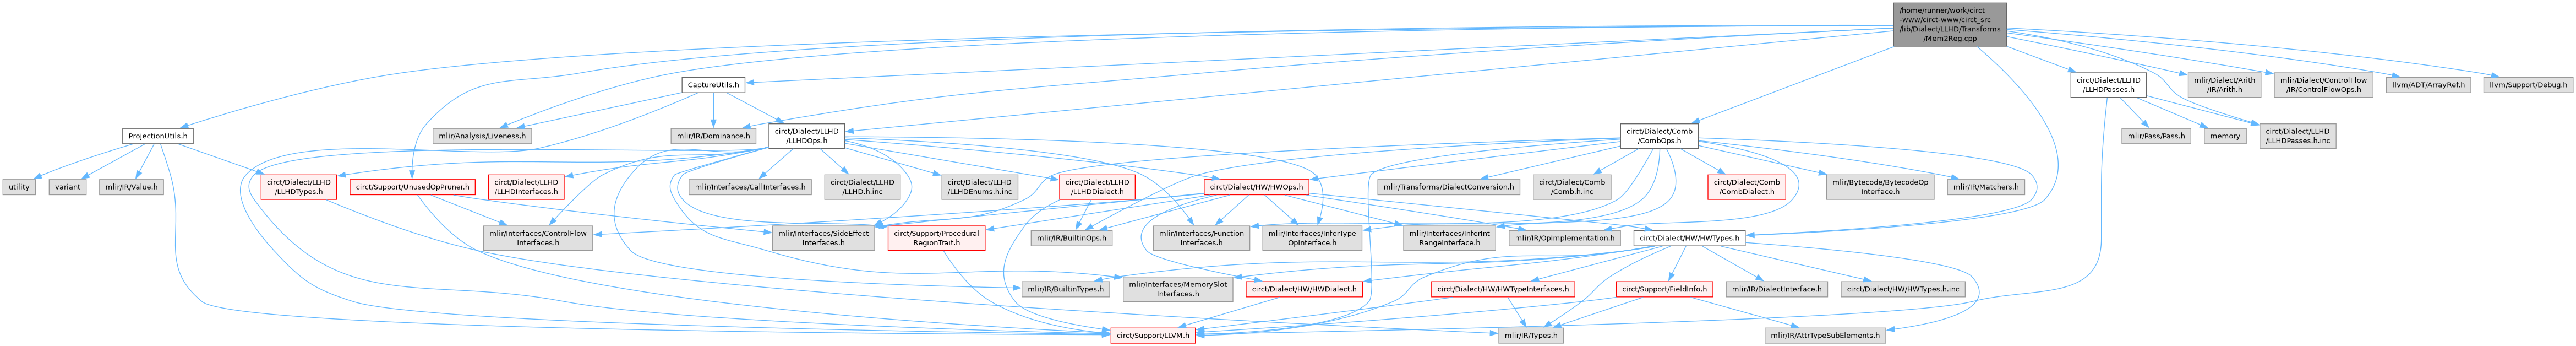 /home/runner/work/circt
-www/circt-www/circt_src
/lib/Dialect/LLHD/Transforms
/Mem2Reg.cpp
CaptureUtils.h
circt/Dialect/LLHD
/LLHDPasses.h
mlir/Dialect/Arith
/IR/Arith.h
mlir/Dialect/ControlFlow
/IR/ControlFlowOps.h
llvm/ADT/ArrayRef.h
llvm/Support/Debug.h
ProjectionUtils.h
mlir/Analysis/Liveness.h
mlir/IR/Dominance.h
circt/Dialect/LLHD
/LLHDOps.h
circt/Dialect/Comb
/CombOps.h
mlir/Pass/Pass.h
memory
circt/Dialect/LLHD
/LLHDPasses.h.inc
utility
variant
mlir/IR/Value.h
circt/Dialect/LLHD
/LLHDTypes.h
circt/Support/UnusedOpPruner.h
circt/Dialect/LLHD
/LLHDInterfaces.h
mlir/Interfaces/CallInterfaces.h
circt/Dialect/LLHD
/LLHD.h.inc
circt/Dialect/LLHD
/LLHDEnums.h.inc
circt/Dialect/LLHD
/LLHDDialect.h
circt/Dialect/HW/HWOps.h
mlir/Transforms/DialectConversion.h
circt/Dialect/Comb
/Comb.h.inc
circt/Dialect/Comb
/CombDialect.h
mlir/Bytecode/BytecodeOp
Interface.h
mlir/IR/Matchers.h
mlir/Interfaces/ControlFlow
Interfaces.h
mlir/Interfaces/SideEffect
Interfaces.h
circt/Support/Procedural
RegionTrait.h
mlir/IR/BuiltinOps.h
mlir/Interfaces/Function
Interfaces.h
mlir/Interfaces/InferType
OpInterface.h
mlir/Interfaces/InferInt
RangeInterface.h
mlir/IR/OpImplementation.h
circt/Dialect/HW/HWTypes.h
mlir/IR/BuiltinTypes.h
mlir/Interfaces/MemorySlot
Interfaces.h
circt/Dialect/HW/HWDialect.h
circt/Dialect/HW/HWTypeInterfaces.h
circt/Support/FieldInfo.h
mlir/IR/DialectInterface.h
circt/Dialect/HW/HWTypes.h.inc
circt/Support/LLVM.h
mlir/IR/Types.h
mlir/IR/AttrTypeSubElements.h